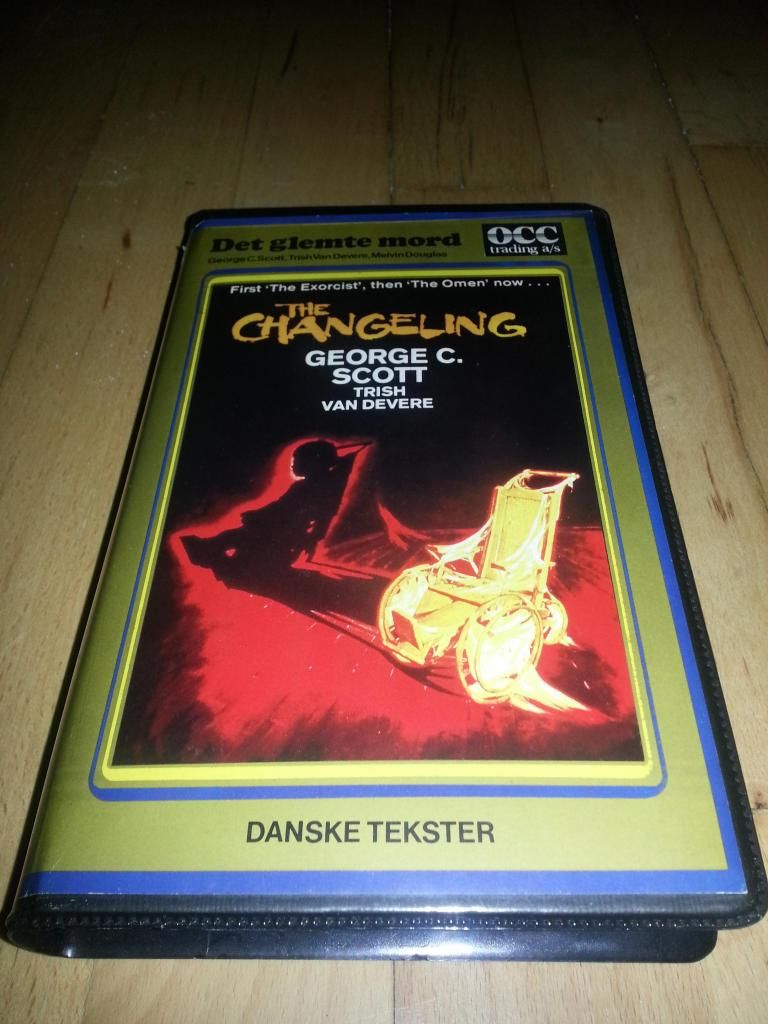 Det glemte mord
George C. Scott, Trish Van Devere, Melvin Douglas
OCC
trading a/s
First 'The Exorcist', then 'The Omen' now . . .
THE
CHANGELING
GEORGE C.
SCOTT
TRISH
VAN DEVERE
DANSKE TEKSTER